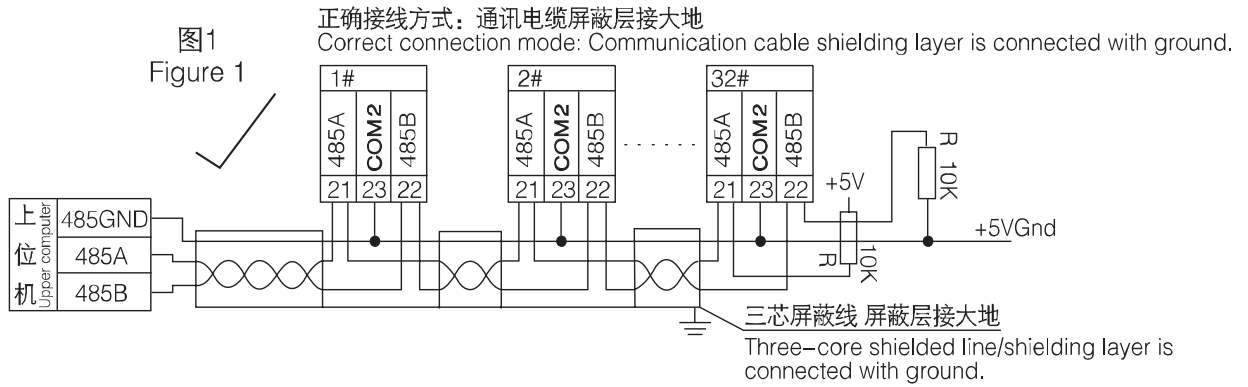 图1
Figure 1
正确接线方式：通讯电缆屏蔽层接大地
Correct connection mode: Communication cable shielding layer is connected with ground.
1#
485A
COM2
485B
21 23 22
2#
485A
COM2
485B
21 23 22
......
32#
485A
COM2
485B
21 23 22
+5V
R 10K
R 10K
+5VGnd
上位机
Upper computer
485GND
485A
485B
三芯屏蔽线 屏蔽层接大地
Three-core shielded line/shielding layer is
connected with ground.